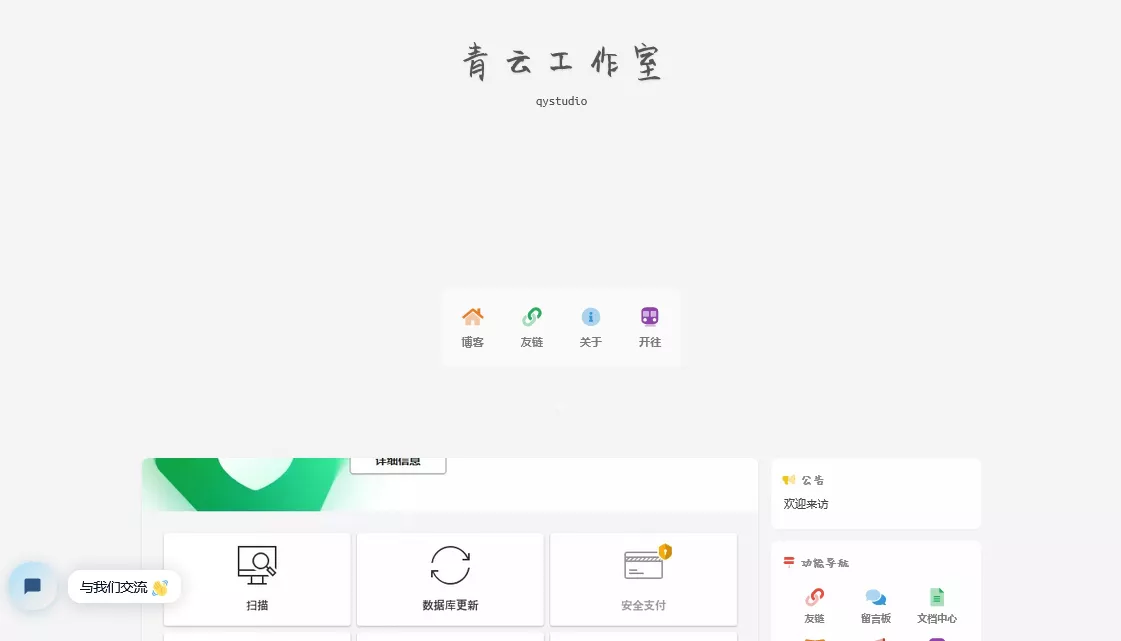 青云工作室
qystudio
博客 友链 关于 开往
详细信息
扫描 数据库更新 安全支付
公告
欢迎来访
功能导航
友链 留言板 文档中心
与我们交流 👋